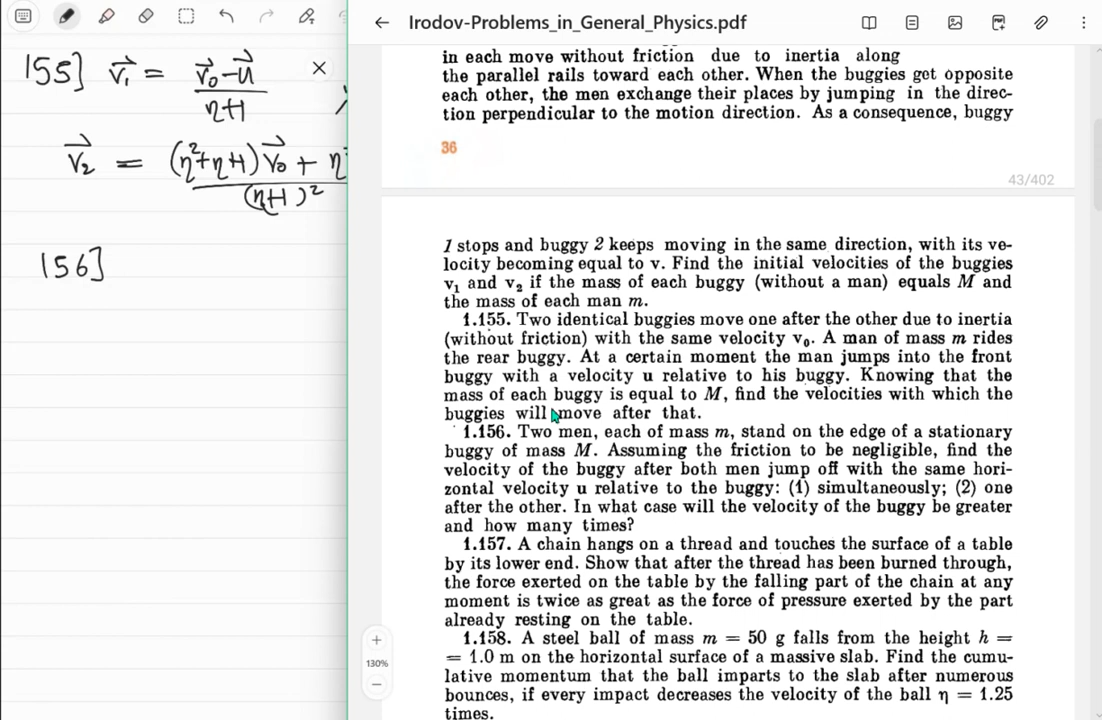 Irodov-Problems_in_General_Physics.pdf
155] v₁ = (v₀ - u)/(η+1)
v₂ = (η²+η+1)v₀ + η
(η+1)²
156]
in each move without friction due to inertia along
the parallel rails toward each other. When the buggies get opposite
each other, the men exchange their places by jumping in the direc-
tion perpendicular to the motion direction. As a consequence, buggy
36
43/402
1 stops and buggy 2 keeps moving in the same direction, with its ve-
locity becoming equal to v. Find the initial velocities of the buggies
v₁ and v₂ if the mass of each buggy (without a man) equals M and
the mass of each man m.
1.155. Two identical buggies move one after the other due to inertia
(without friction) with the same velocity v₀. A man of mass m rides
the rear buggy. At a certain moment the man jumps into the front
buggy with a velocity u relative to his buggy. Knowing that the
mass of each buggy is equal to M, find the velocities with which the
buggies will move after that.
1.156. Two men, each of mass m, stand on the edge of a stationary
buggy of mass M. Assuming the friction to be negligible, find the
velocity of the buggy after both men jump off with the same hori-
zontal velocity u relative to the buggy: (1) simultaneously; (2) one
after the other. In what case will the velocity of the buggy be greater
and how many times?
1.157. A chain hangs on a thread and touches the surface of a table
by its lower end. Show that after the thread has been burned through,
the force exerted on the table by the falling part of the chain at any
moment is twice as great as the force of pressure exerted by the part
already resting on the table.
1.158. A steel ball of mass m = 50 g falls from the height h =
= 1.0 m on the horizontal surface of a massive slab. Find the cumu-
lative momentum that the ball imparts to the slab after numerous
bounces, if every impact decreases the velocity of the ball η = 1.25
times.
130%